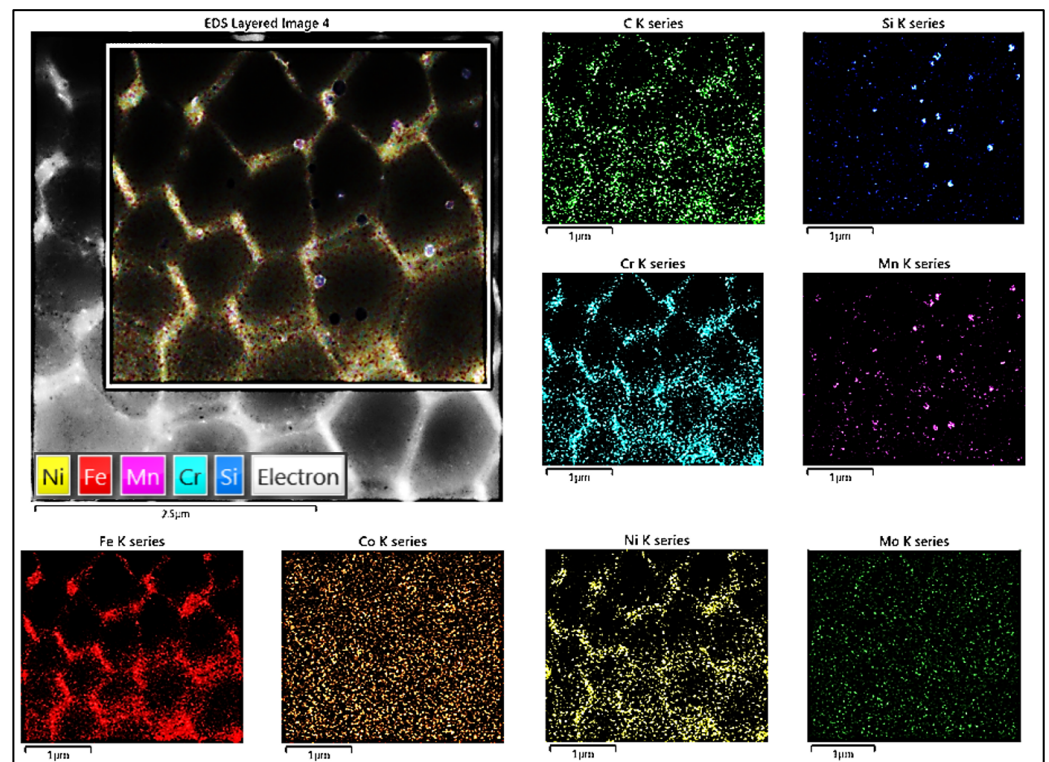 EDS Layered Image 4
C K series
Si K series
1µm
1µm
Cr K series
Mn K series
Ni Fe Mn Cr Si Electron
1µm
1µm
2.5µm
Fe K series
Co K series
Ni K series
Mo K series
1µm
1µm
1µm
1µm